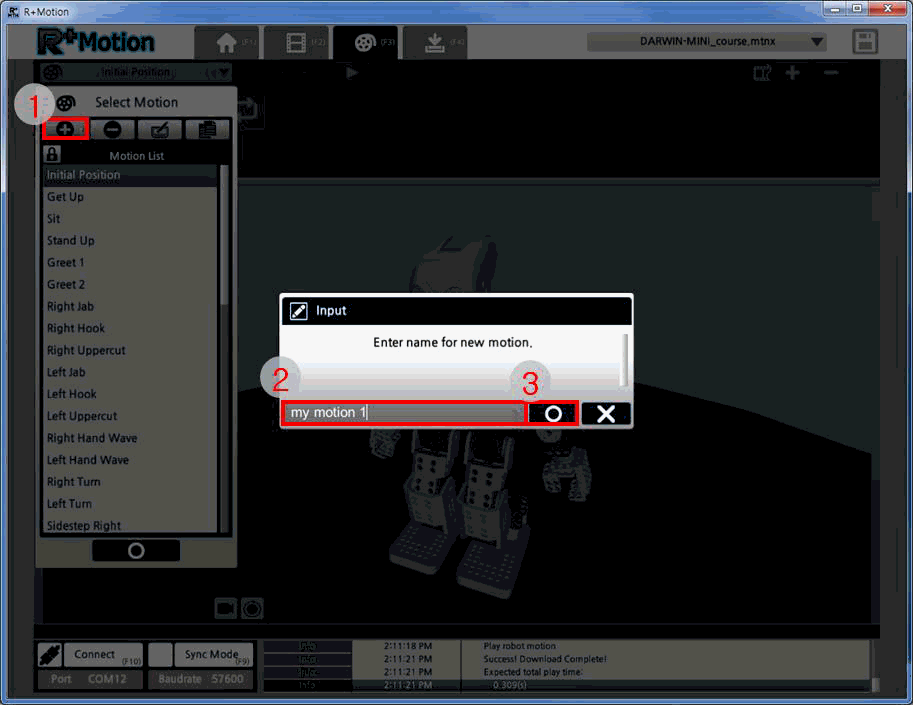 R+Motion
R+Motion
(F1)
(F2)
(F3)
(F4)
DARWIN-MINI_course.mtnx
Initial Position
1
Select Motion
Motion List
Initial Position
Get Up
Sit
Stand Up
Greet 1
Greet 2
Right Jab
Right Hook
Right Uppercut
Left Jab
Left Hook
Left Uppercut
Right Hand Wave
Left Hand Wave
Right Turn
Left Turn
Sidestep Right
Input
Enter name for new motion.
2
3
my motion 1
Connect (F10)
Sync Mode (F9)
Port COM12
Baudrate 57600
Info 2:11:18 PM Play robot motion
Info 2:11:21 PM Success! Download Complete!
Info 2:11:21 PM Expected total play time:
Info 2:11:21 PM 0.309(s)